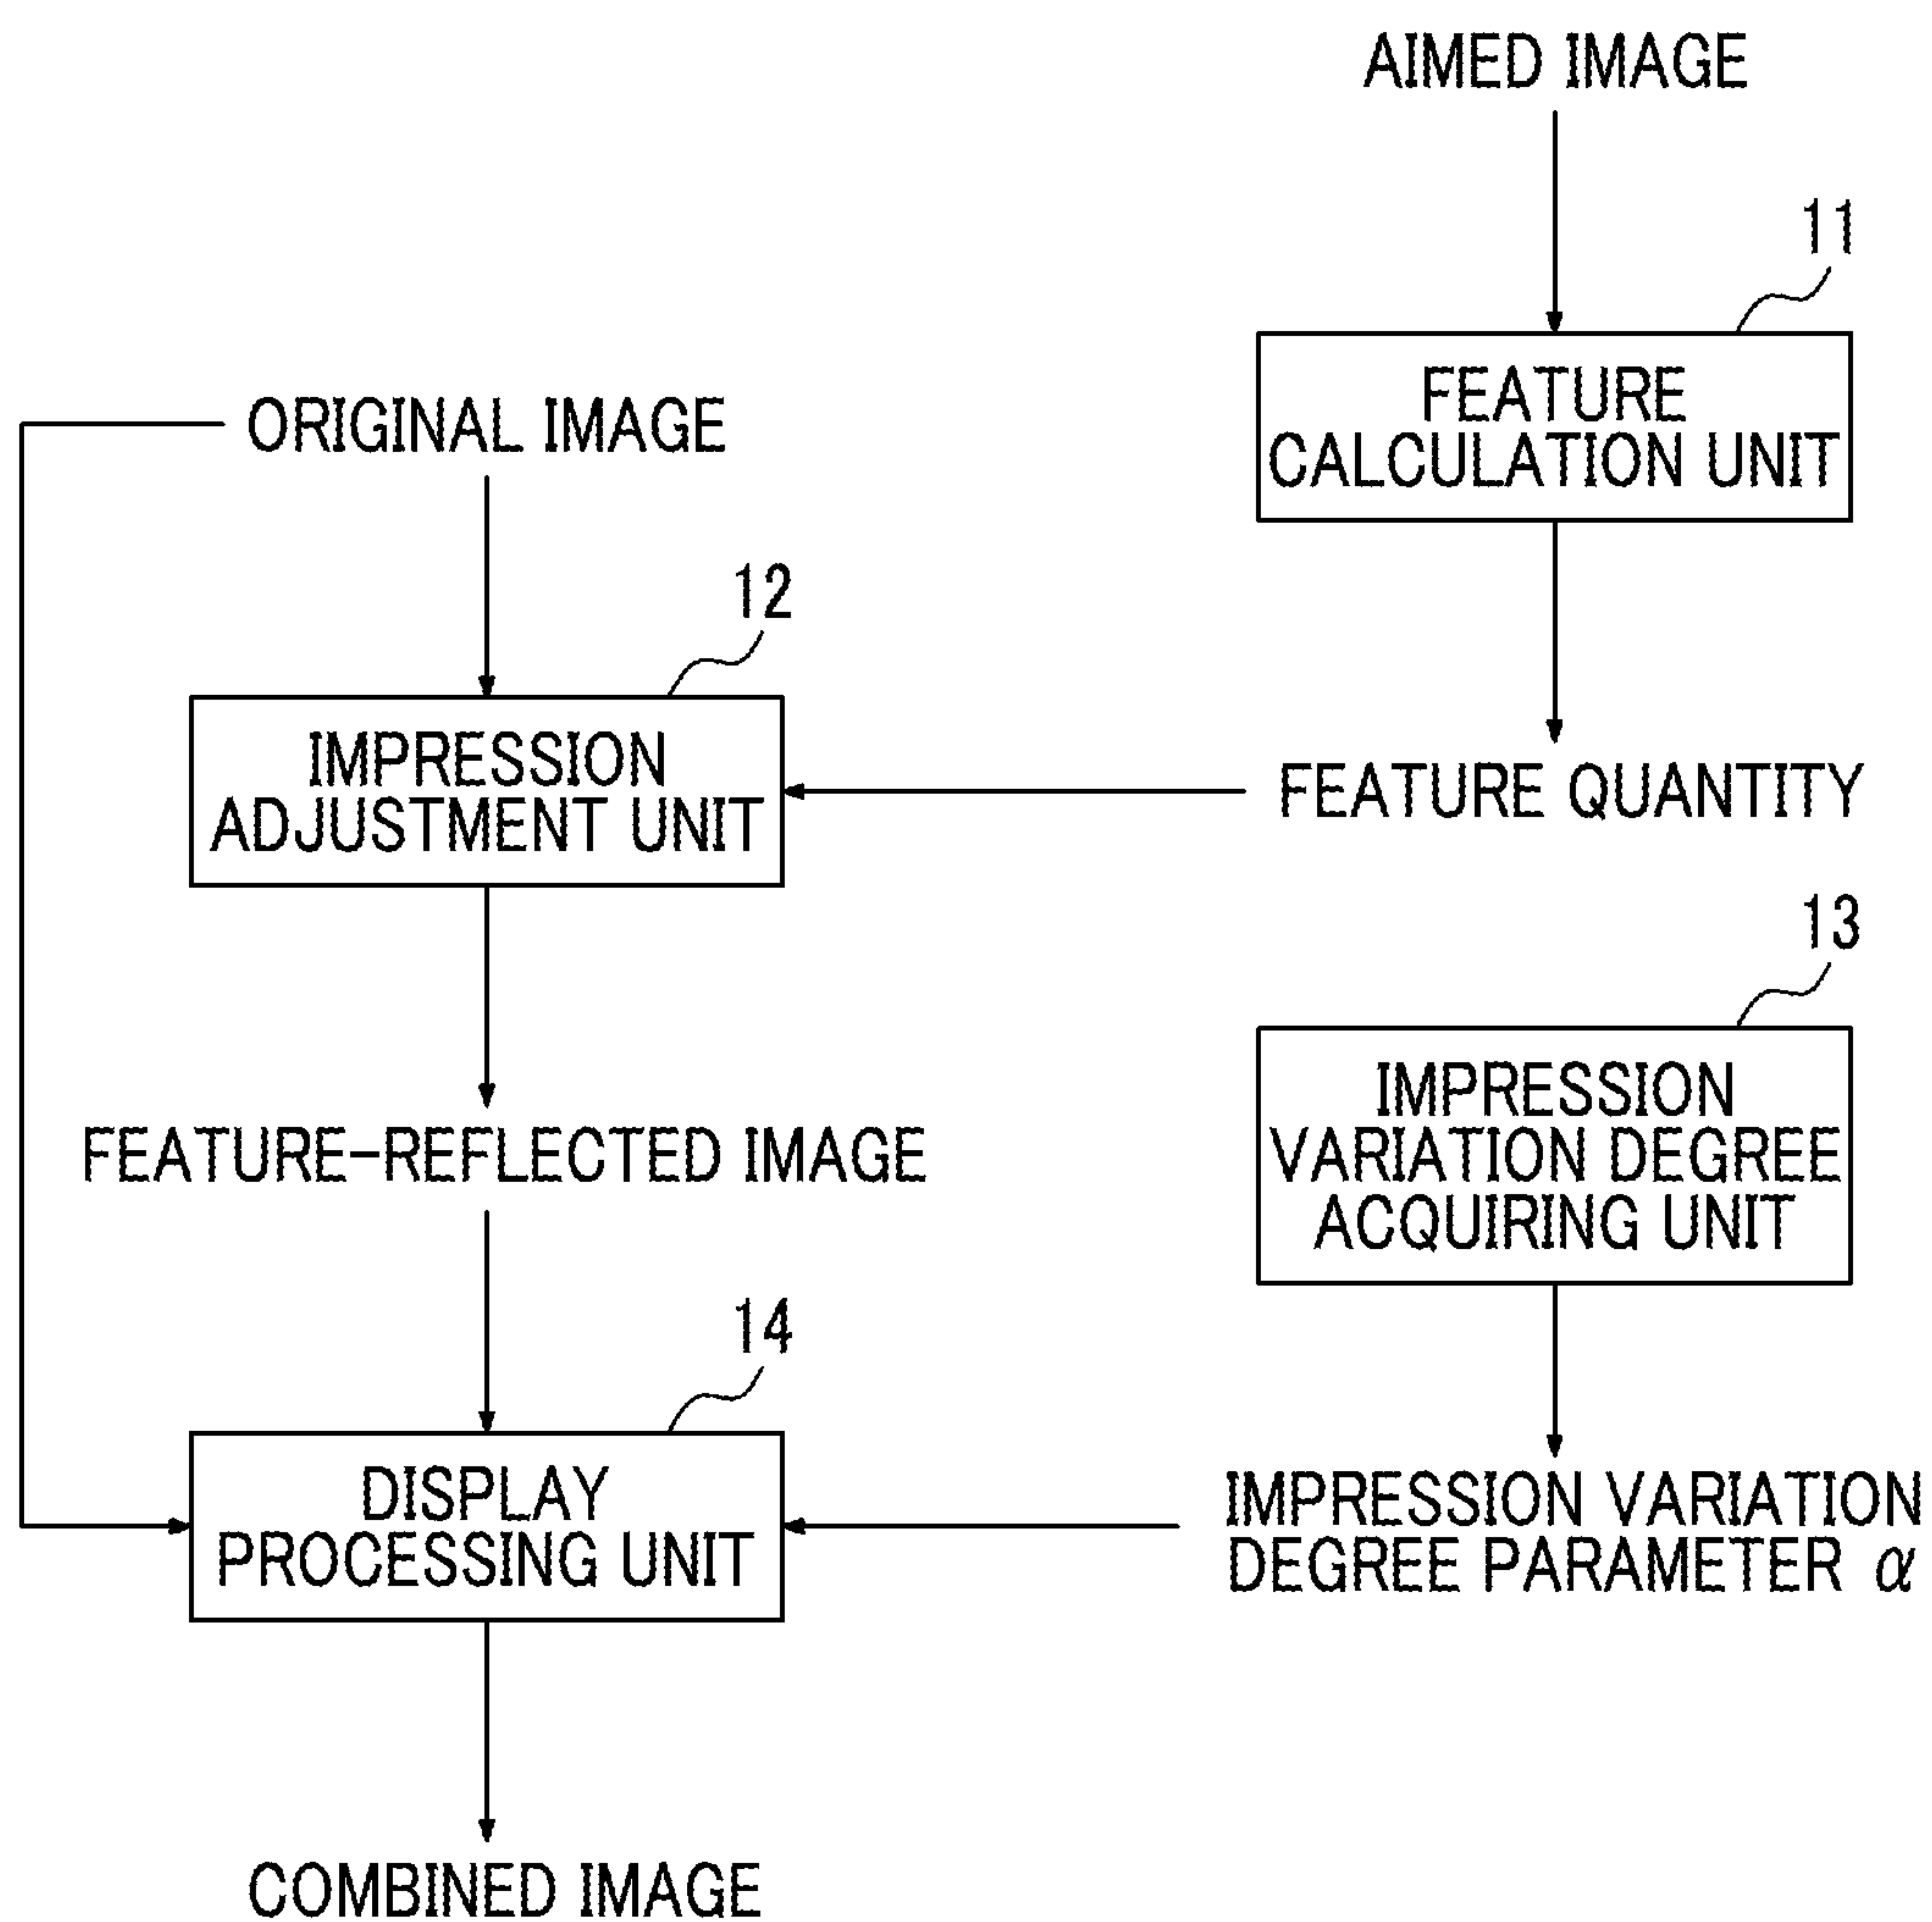 AIMED IMAGE
11
FEATURE
CALCULATION UNIT
ORIGINAL IMAGE
12
IMPRESSION
ADJUSTMENT UNIT
FEATURE QUANTITY
13
IMPRESSION
VARIATION DEGREE
ACQUIRING UNIT
FEATURE-REFLECTED IMAGE
14
DISPLAY
PROCESSING UNIT
IMPRESSION VARIATION
DEGREE PARAMETER α
COMBINED IMAGE